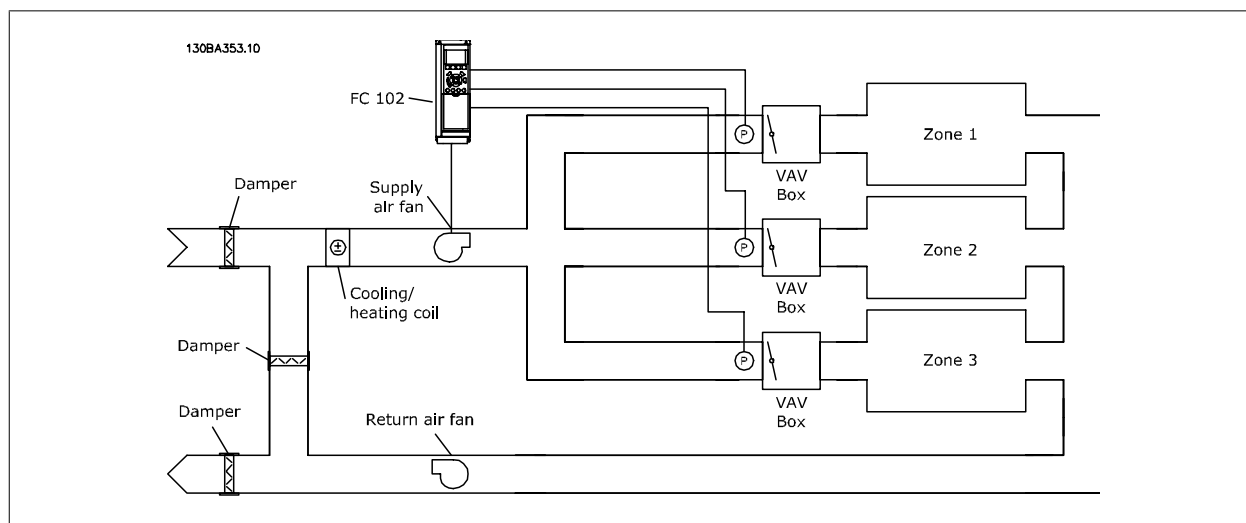 130BA353.10
FC 102
Damper
Supply
air fan
Cooling/
heating coil
Damper
Damper
Return air fan
P
VAV
Box
Zone 1
P
VAV
Box
Zone 2
P
VAV
Box
Zone 3